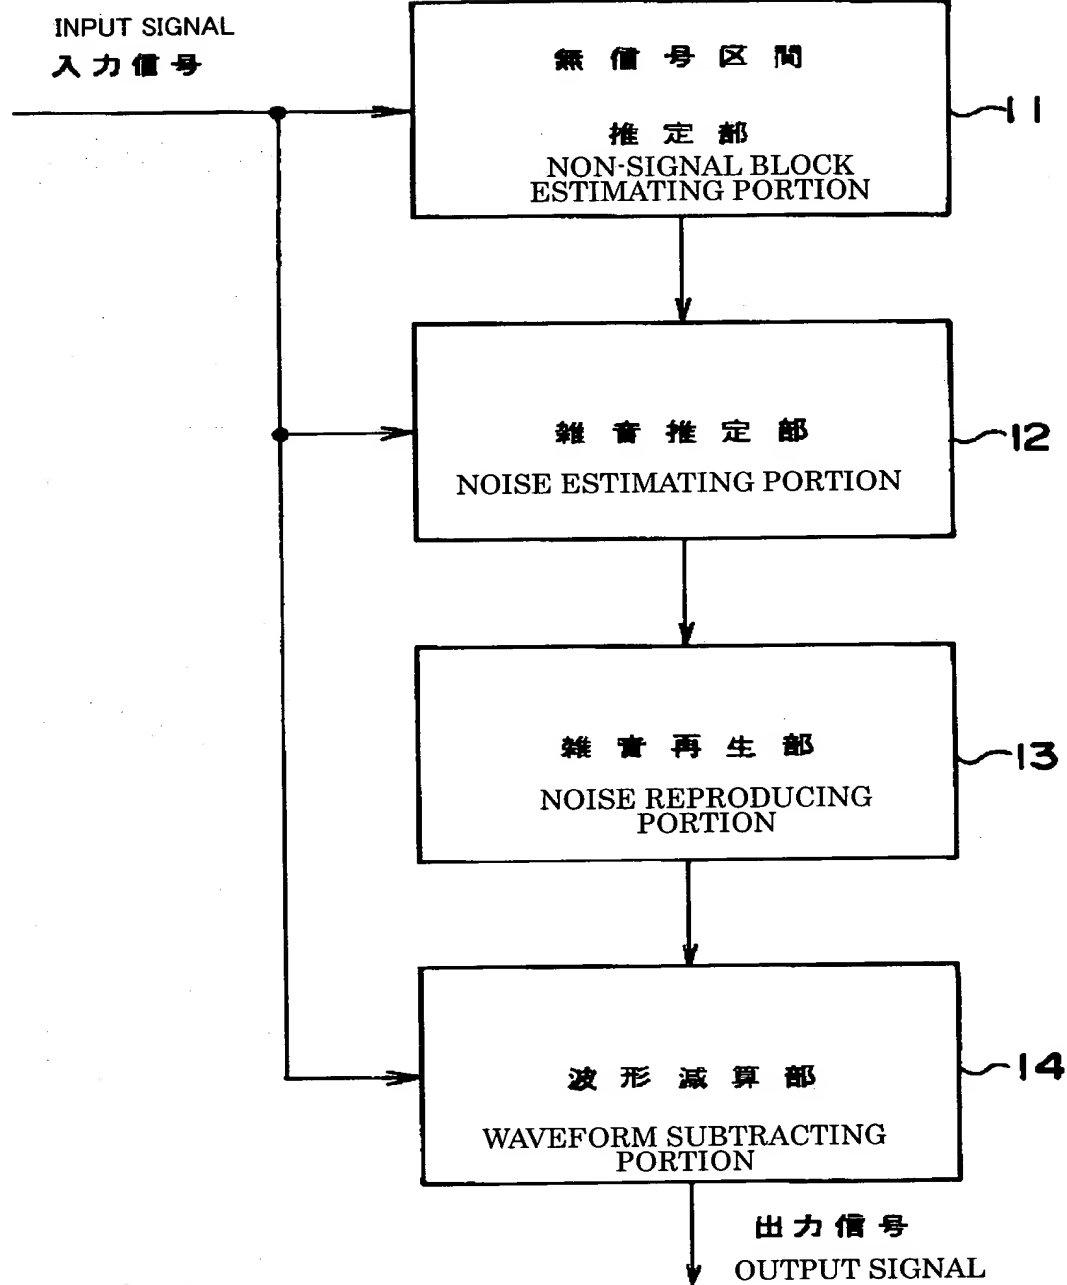 INPUT SIGNAL
入力信号
無信号区間
推定部
NON-SIGNAL BLOCK
ESTIMATING PORTION
11
雑音推定部
NOISE ESTIMATING PORTION
12
雑音再生部
NOISE REPRODUCING
PORTION
13
波形減算部
WAVEFORM SUBTRACTING
PORTION
14
出力信号
OUTPUT SIGNAL